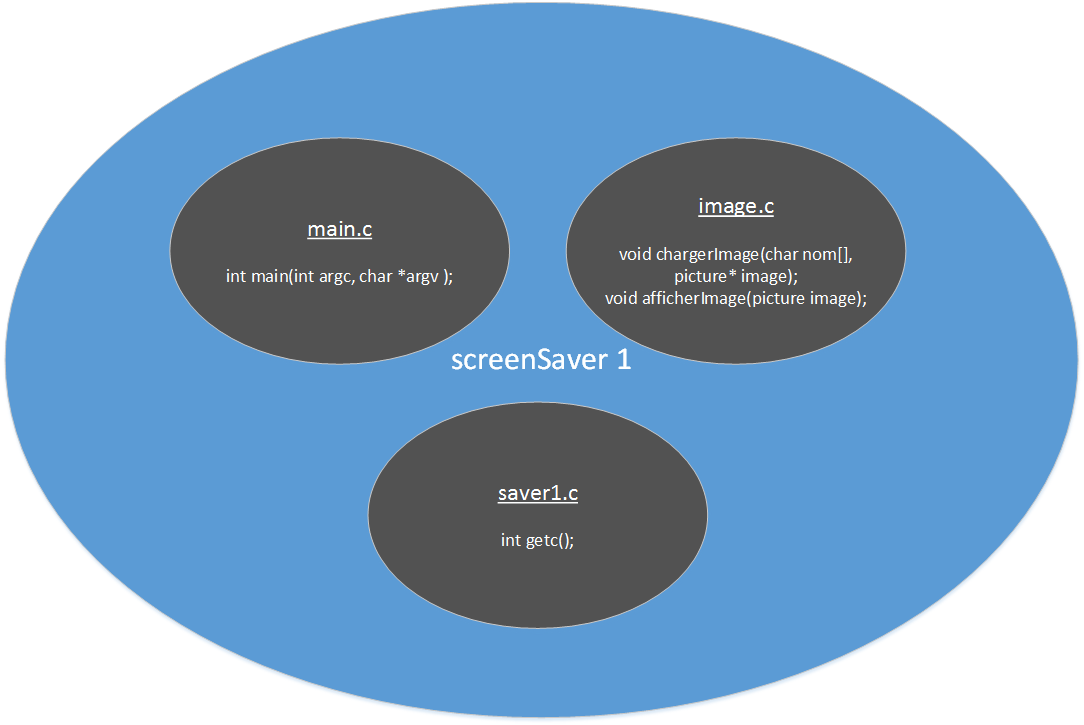 main.c
int main(int argc, char *argv );
image.c
void chargerImage(char nom[],
picture* image);
void afficherImage(picture image);
screenSaver 1
saver1.c
int getc();